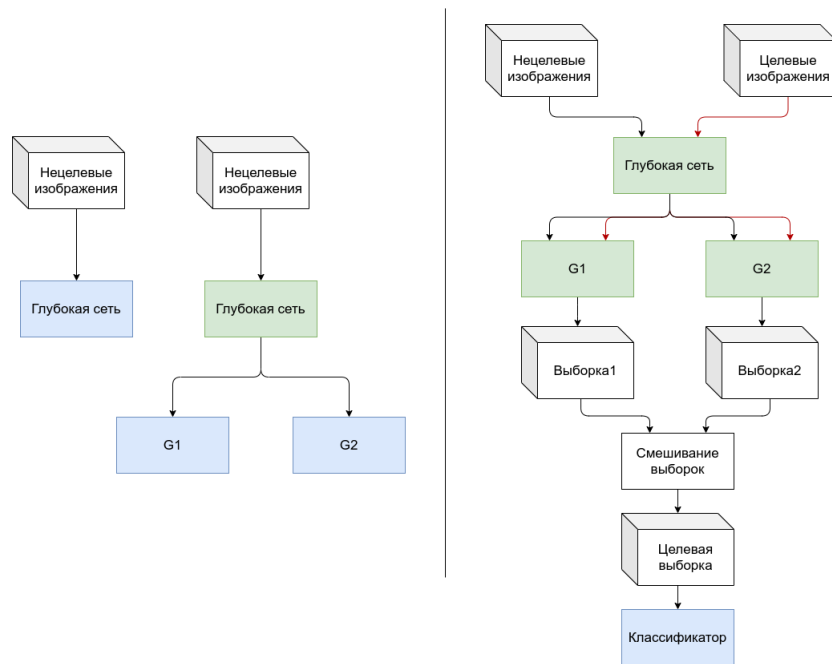 Нецелевые
изображения
Нецелевые
изображения
Глубокая сеть
Глубокая сеть
G1
G2
Нецелевые
изображения
Целевые
изображения
Глубокая сеть
G1
G2
Выборка1
Выборка2
Смешивание
выборок
Целевая
выборка
Классификатор